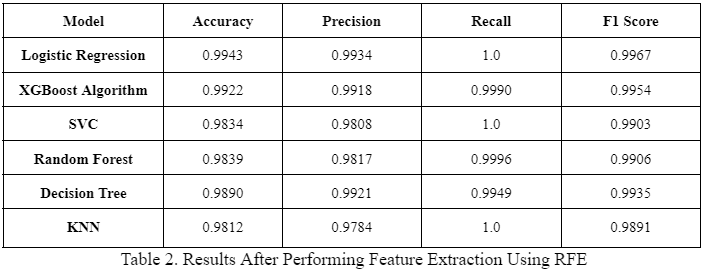 Model Accuracy Precision Recall F1 Score
Logistic Regression 0.9943 0.9934 1.0 0.9967
XGBoost Algorithm 0.9922 0.9918 0.9990 0.9954
SVC 0.9834 0.9808 1.0 0.9903
Random Forest 0.9839 0.9817 0.9996 0.9906
Decision Tree 0.9890 0.9921 0.9949 0.9935
KNN 0.9812 0.9784 1.0 0.9891
Table 2. Results After Performing Feature Extraction Using RFE